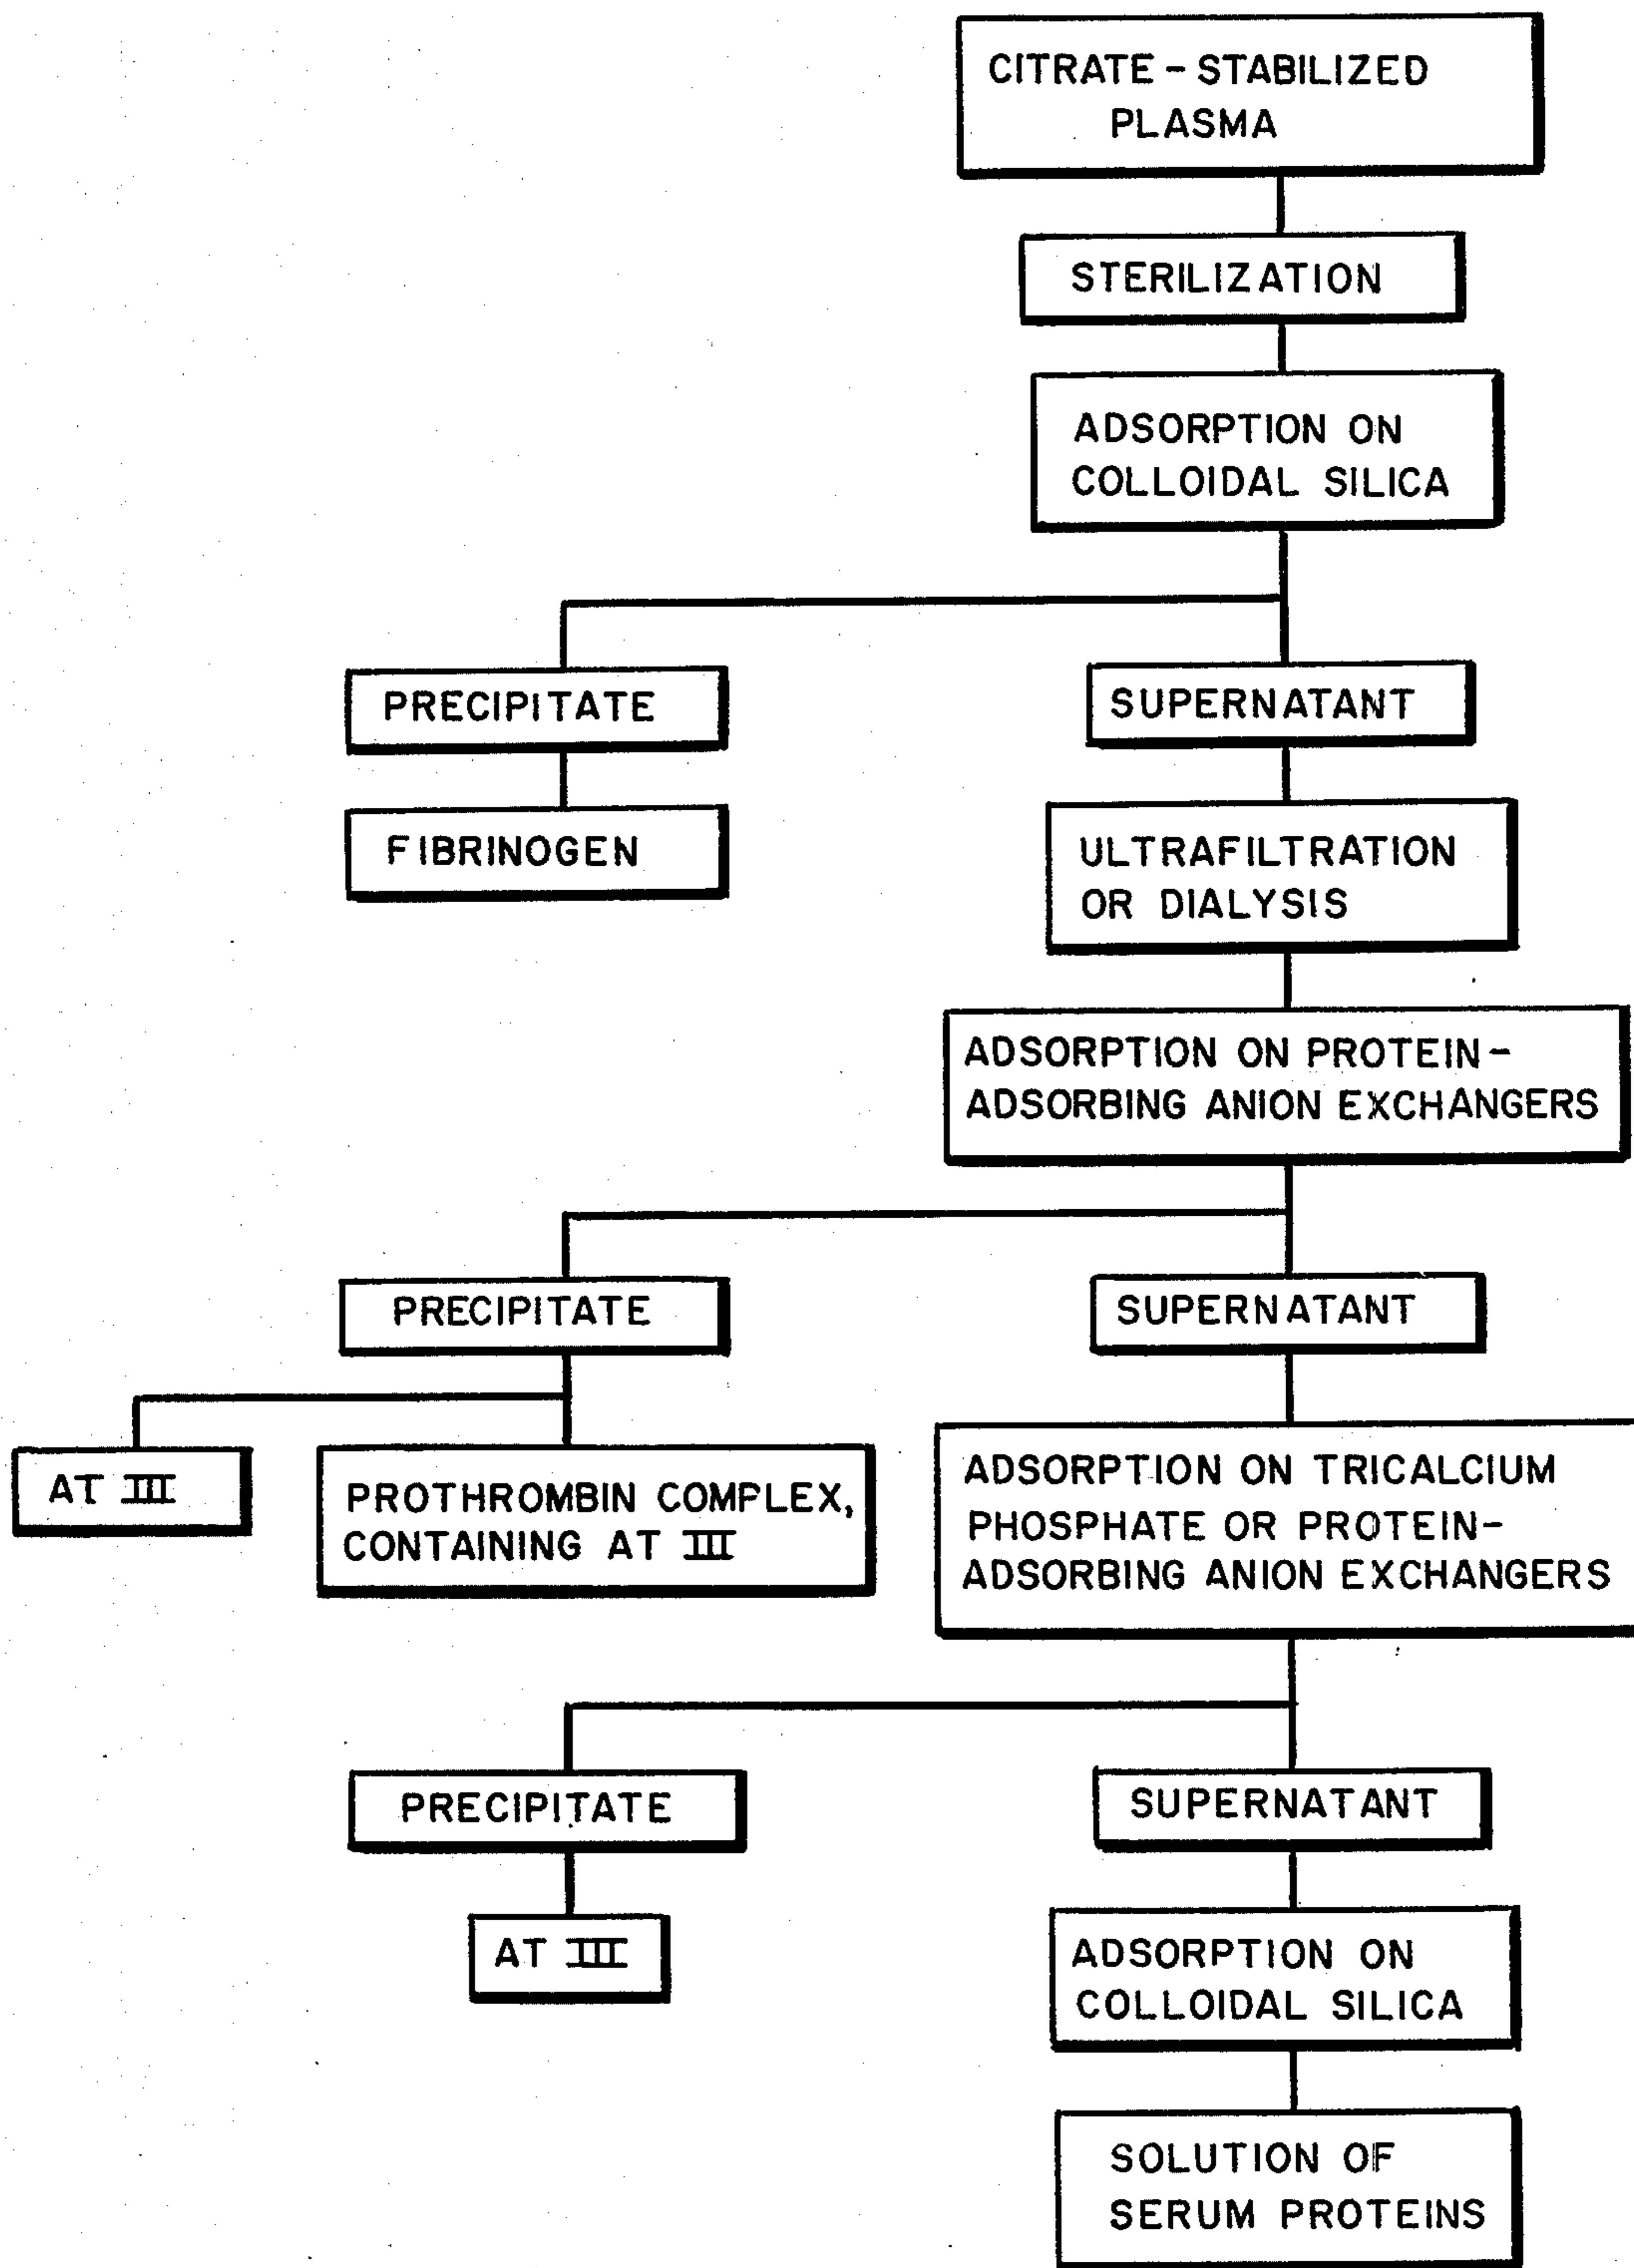 CITRATE - STABILIZED
PLASMA
STERILIZATION
ADSORPTION ON
COLLOIDAL SILICA
PRECIPITATE
SUPERNATANT
FIBRINOGEN
ULTRAFILTRATION
OR DIALYSIS
ADSORPTION ON PROTEIN-
ADSORBING ANION EXCHANGERS
PRECIPITATE
SUPERNATANT
AT III
PROTHROMBIN COMPLEX,
CONTAINING AT III
ADSORPTION ON TRICALCIUM
PHOSPHATE OR PROTEIN-
ADSORBING ANION EXCHANGERS
PRECIPITATE
SUPERNATANT
AT III
ADSORPTION ON
COLLOIDAL SILICA
SOLUTION OF
SERUM PROTEINS